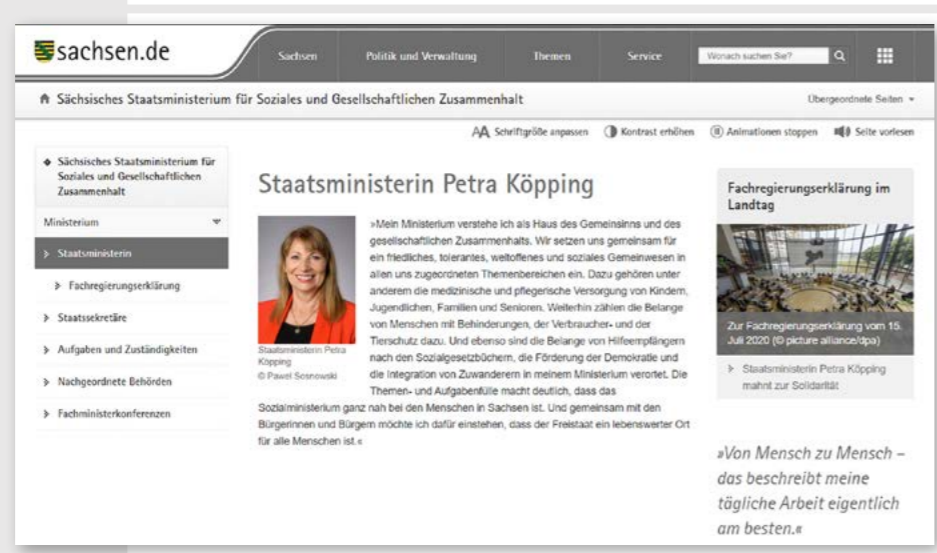 sachsen.de
Sachsen
Politik und Verwaltung
Themen
Service
Wonach suchen Sie?
Sächsisches Staatsministerium für Soziales und Gesellschaftlichen Zusammenhalt
Übergeordnete Seiten
AA Schriftgröße anpassen
Kontrast erhöhen
Animationen stoppen
Seite vorlesen
Sächsisches Staatsministerium für
Soziales und Gesellschaftlichen
Zusammenhalt
Ministerium
Staatsministerin
Fachregierungserklärung
Staatssekretäre
Aufgaben und Zuständigkeiten
Nachgeordnete Behörden
Fachministerkonferenzen
Staatsministerin Petra Köpping
»Mein Ministerium verstehe ich als Haus des Gemeinsinns und des
gesellschaftlichen Zusammenhalts. Wir setzen uns gemeinsam für
ein friedliches, tolerantes, weltoffenes und soziales Gemeinwesen in
allen uns zugeordneten Themenbereichen ein. Dazu gehören unter
anderem die medizinische und pflegerische Versorgung von Kindern,
Jugendlichen, Familien und Senioren. Weiterhin zählen die Belange
von Menschen mit Behinderungen, der Verbraucher- und der
Tierschutz dazu. Und ebenso sind die Belange von Hilfeempfängern
nach den Sozialgesetzbüchern, die Förderung der Demokratie und
die Integration von Zuwanderern in meinem Ministerium verortet. Die
Themen- und Aufgabenfülle macht deutlich, dass das
Sozialministerium ganz nah bei den Menschen in Sachsen ist. Und gemeinsam mit den
Bürgerinnen und Bürgern möchte ich dafür einstehen, dass der Freistaat ein lebenswerter Ort
für alle Menschen ist.«
Staatsministerin Petra
Köpping
© Pawel Sosnowski
Fachregierungserklärung im
Landtag
Zur Fachregierungserklärung vom 15.
Juli 2020 (© picture alliance/dpa)
Staatsministerin Petra Köpping
mahnt zur Solidarität
»Von Mensch zu Mensch –
das beschreibt meine
tägliche Arbeit eigentlich
am besten.«